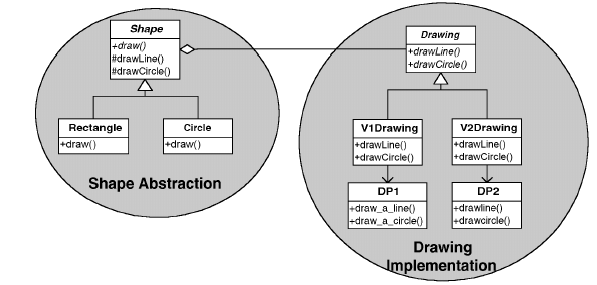 Shape
+draw()
#drawLine()
#drawCircle()
Rectangle
+draw()
Circle
+draw()
Shape Abstraction
Drawing
+drawLine()
+drawCircle()
V1Drawing
+drawLine()
+drawCircle()
V2Drawing
+drawLine()
+drawCircle()
DP1
+draw_a_line()
+draw_a_circle()
DP2
+drawline()
+drawcircle()
Drawing
Implementation